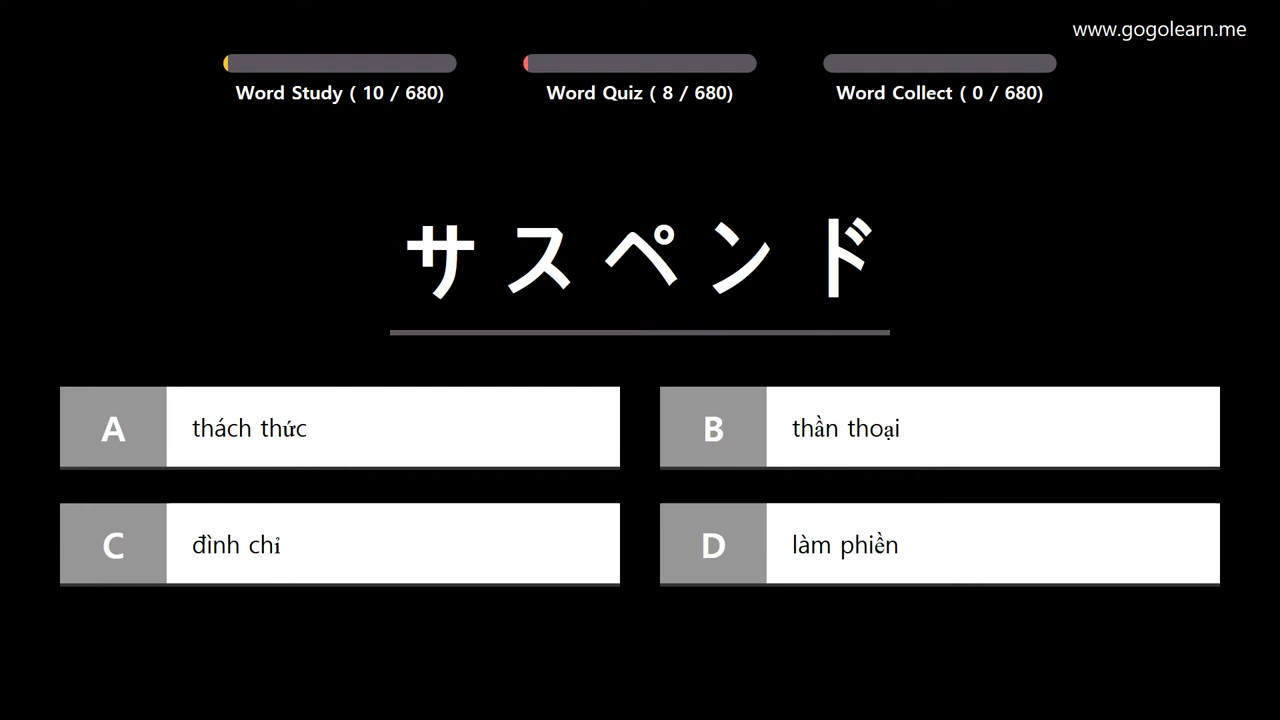 www.gogolearn.me
Word Study ( 10 / 680)
Word Quiz ( 8 / 680)
Word Collect ( 0 / 680)
サスペンド
A thách thức
B thần thoại
C đình chỉ
D làm phiền